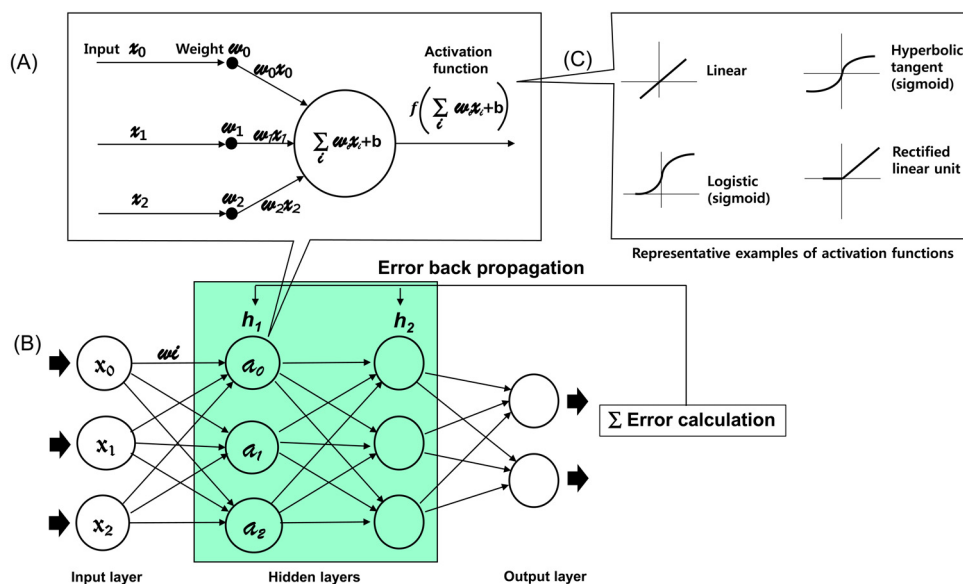 (A)
Input x₀
Weight w₀
w₀x₀
x₁
w₁
w₁x₁
x₂
w₂
w₂x₂
∑ wᵢxᵢ+b
i
Activation
function
f(∑ wᵢxᵢ+b)
i
(C)
Linear
Hyperbolic
tangent
(sigmoid)
Logistic
(sigmoid)
Rectified
linear unit
Representative examples of activation functions
Error back propagation
(B)
h₁
h₂
x₀
wi
a₀
x₁
a₁
x₂
a₂
Σ Error calculation
Input layer
Hidden layers
Output layer